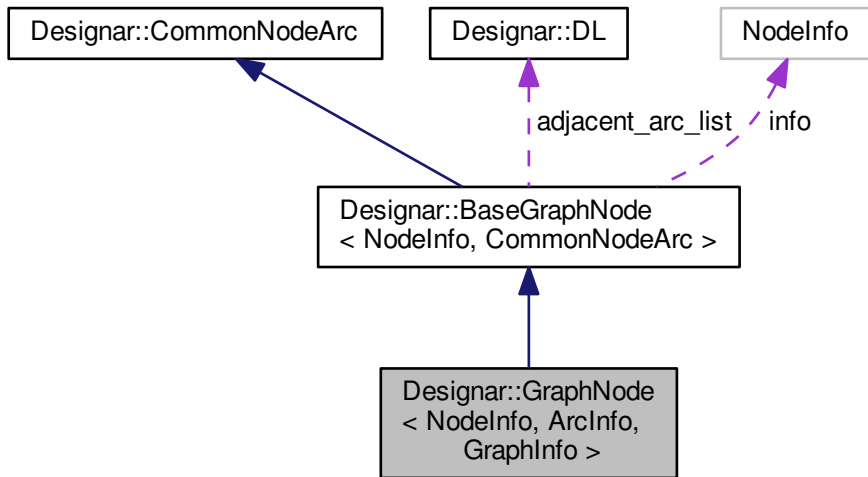 Designar::CommonNodeArc
Designar::DL
NodeInfo
adjacent_arc_list
info
Designar::BaseGraphNode
< NodeInfo, CommonNodeArc >
Designar::GraphNode
< NodeInfo, ArcInfo,
GraphInfo >